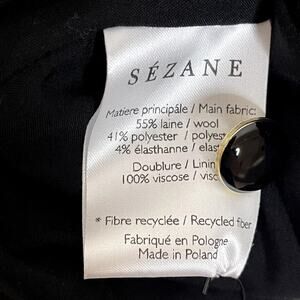 SÉZANE
Matiere principale / Main fabric:
55% laine / wool
41% polyester /
4% élasthanne /
Doublure /
100% viscose /
* Fibre recyclée / Recycled fiber
Fabriqué en Pologne
Made in Poland